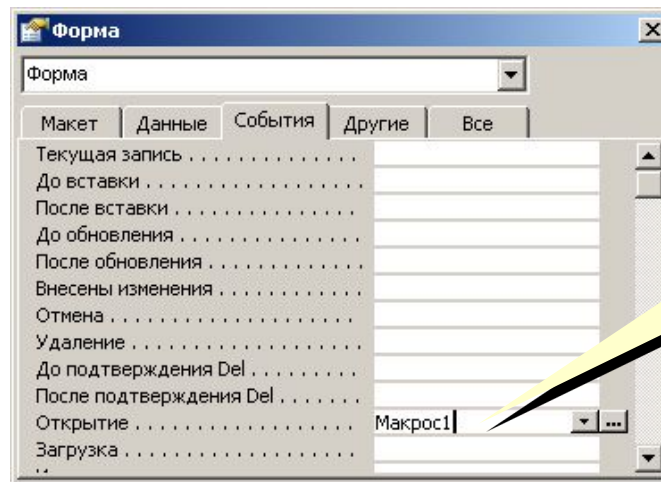 Форма
Форма
Макет Данные События Другие Все
Текущая запись . . . . . . . . . . . . . .
До вставки . . . . . . . . . . . . . . . . . .
После вставки . . . . . . . . . . . . . . .
До обновления . . . . . . . . . . . . . . .
После обновления . . . . . . . . . . . .
Внесены изменения . . . . . . . . . . .
Отмена . . . . . . . . . . . . . . . . . . . .
Удаление . . . . . . . . . . . . . . . . . .
До подтверждения Del . . . . . . . . .
После подтверждения Del . . . . . . .
Открытие . . . . . . . . . . . . . . . . . . Макрос1 ...
Загрузка . . . . . . . . . . . . . . . . . . .